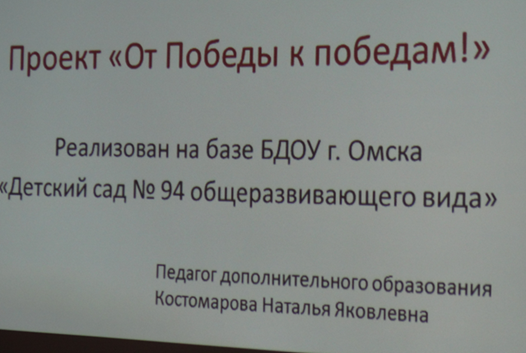 Проект «От Победы к победам!»
Реализован на базе БДОУ г. Омска
«Детский сад № 94 общеразвивающего вида»
Педагог дополнительного образования
Костомарова Наталья Яковлевна